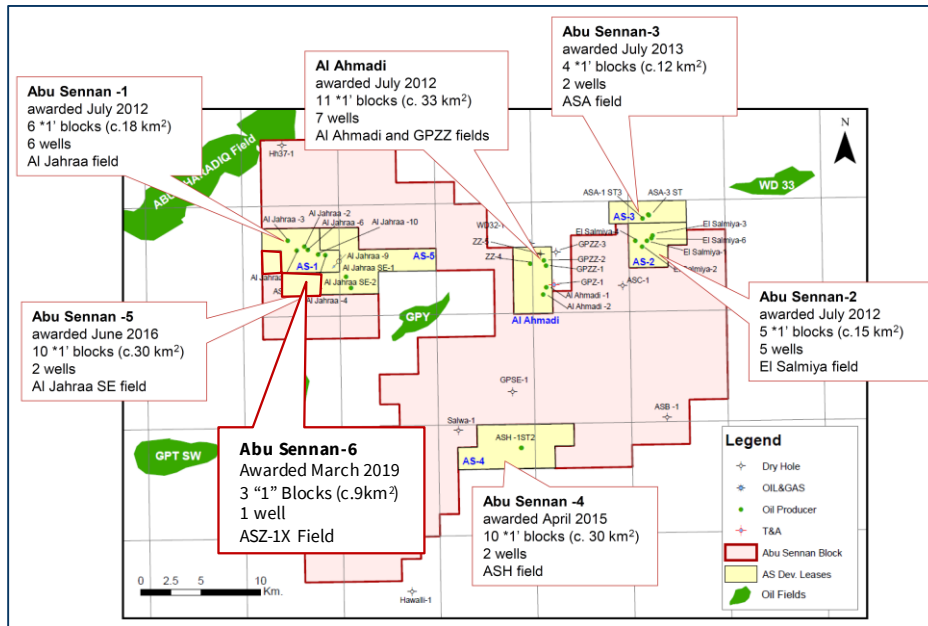 Abu Sennan -1
awarded July 2012
6 *1' blocks (c.18 km²)
6 wells
Al Jahraa field
Al Ahmadi
awarded July 2012
11 *1' blocks (c. 33 km²)
7 wells
Al Ahmadi and GPZZ fields
Abu Sennan-3
awarded July 2013
4 *1' blocks (c.12 km²)
2 wells
ASA field
N
Hh37-1
WD 33
ASA-1 ST3
ASA-3 ST
AS-3
Al Jahraa -3
Al Jahraa -2
Al Jahraa -6
Al Jahraa -10
AS-1
Al Jahraa -9
AS-5
Al Jahraa SE-1
Al Jahraa SE-2
Al Jahraa -4
WD32-1
ZZ-5
ZZ-4
GPZZ-3
GPZZ-2
GPZZ-1
GPZ-1
Al Ahmadi -1
Al Ahmadi -2
Al Ahmadi
El Salmiya-3
El Salmiya-6
El Salmiya-1
El Salmiya-2
AS-2
ASC-1
Abu Sennan -5
awarded June 2016
10 *1' blocks (c.30 km²)
2 wells
Al Jahraa SE field
GPY
Abu Sennan-2
awarded July 2012
5 *1' blocks (c.15 km²)
5 wells
El Salmiya field
GPSE-1
ASB -1
Salwa-1
ASH -1ST2
AS-4
GPT SW
Abu Sennan-6
Awarded March 2019
3 "1" Blocks (c.9km²)
1 well
ASZ-1X Field
Abu Sennan -4
awarded April 2015
10 *1' blocks (c. 30 km²)
2 wells
ASH field
Legend
Dry Hole
OIL&GAS
Oil Producer
T&A
Abu Sennan Block
AS Dev. Leases
Oil Fields
0 2.5 5 10
Km.
Hawalli-1